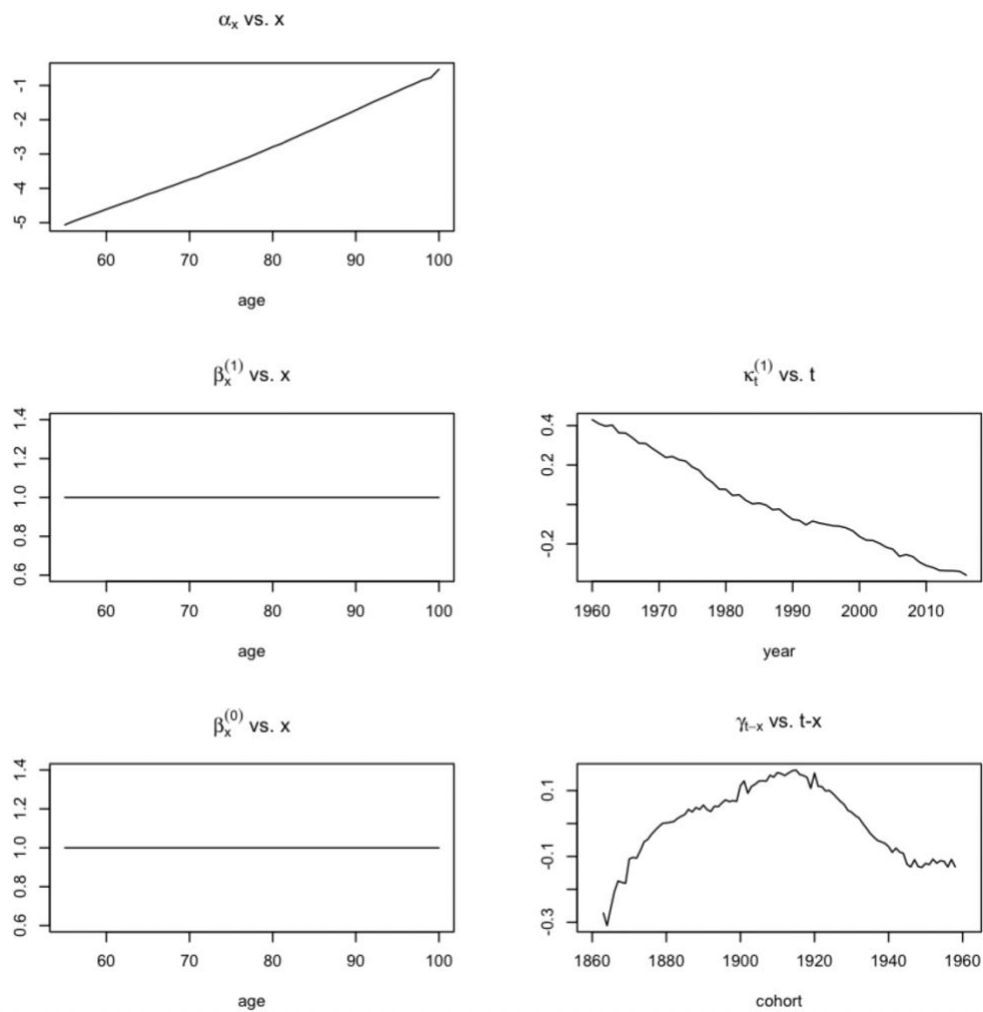 αₓ vs. x
-1
-2
-3
-4
-5
60 70 80 90 100
age
βₓ⁽¹⁾ vs. x
1.4
1.2
1.0
0.8
0.6
60 70 80 90 100
age
κₜ⁽¹⁾ vs. t
0.4
0.2
-0.2
1960 1970 1980 1990 2000 2010
year
βₓ⁽⁰⁾ vs. x
1.4
1.2
1.0
0.8
0.6
60 70 80 90 100
age
γₜ₋ₓ vs. t-x
0.1
-0.1
-0.3
1860 1880 1900 1920 1940 1960
cohort